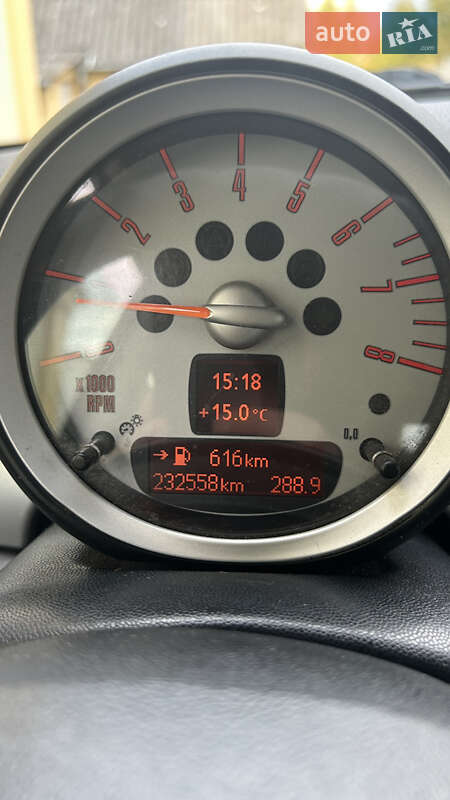 auto RIA
.com
2 3 4 5 6 7 8
x1000
RPM
15:18
+15.0°C
0,0
→ 616km
232558km 288.9